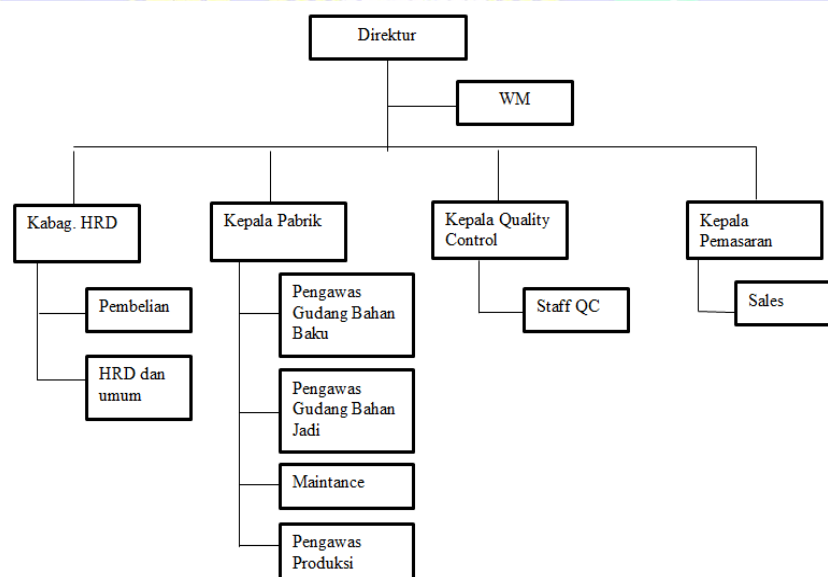 Direktur
WM
Kabag. HRD
Kepala Pabrik
Kepala Quality
Control
Kepala
Pemasaran
Pembelian
HRD dan
umum
Pengawas
Gudang Bahan
Baku
Pengawas
Gudang Bahan
Jadi
Maintance
Pengawas
Produksi
Staff QC
Sales